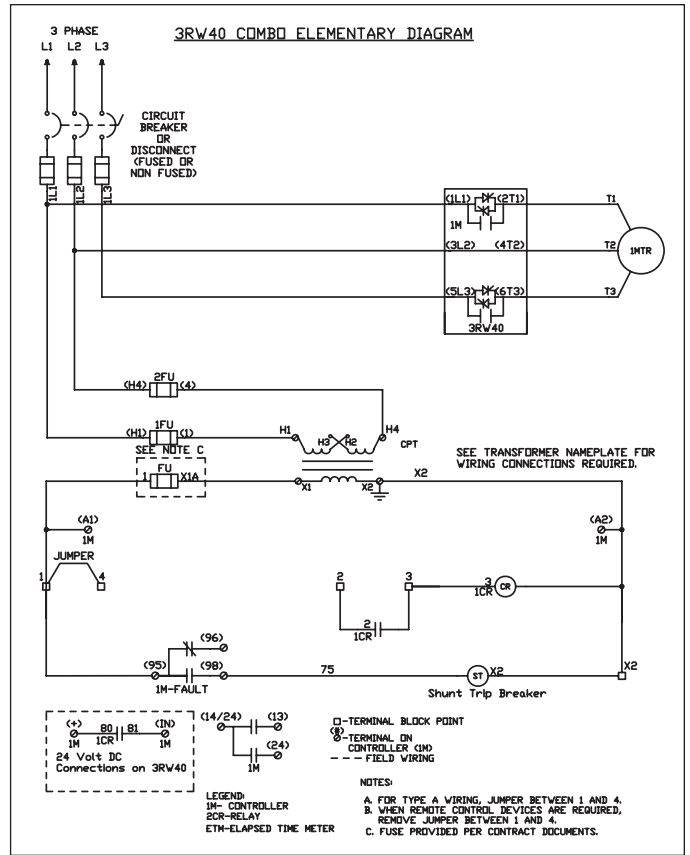 3RW40 COMBO ELEMENTARY DIAGRAM
3 PHASE
L1 L2 L3
CIRCUIT
BREAKER
OR
DISCONNECT
(FUSED OR
NON FUSED)
1L1 1L2 1L3
(1L1) (2T1) T1
1M
(3L2) (4T2) T2
1MTR
(5L3) (6T3) T3
3RW40
2FU
(H4) (4)
1FU
(H1) (1) H1 H3 H2 H4
CPT
SEE NOTE C
SEE TRANSFORMER NAMEPLATE FOR
WIRING CONNECTIONS REQUIRED.
FU
1 X1A X1 X2 X2
(A1) (A2)
1M 1M
JUMPER
1 4 2 3 3 CR
1CR
2
1CR
(96)
(95) (98) 75 ST X2 X2
1M-FAULT
Shunt Trip Breaker
(+) 80 81 (IN)
1M 1CR 1M
24 Volt DC
Connections on 3RW40
(14/24) (13)
(24)
1M
□-TERMINAL BLOCK POINT
(#)
⊘-TERMINAL ON
CONTROLLER (1M)
---- FIELD WIRING
LEGEND:
1M- CONTROLLER
2CR-RELAY
ETM-ELAPSED TIME METER
NOTES:
A. FOR TYPE A WIRING, JUMPER BETWEEN 1 AND 4.
B. WHEN REMOTE CONTROL DEVICES ARE REQUIRED,
REMOVE JUMPER BETWEEN 1 AND 4.
C. FUSE PROVIDED PER CONTRACT DOCUMENTS.